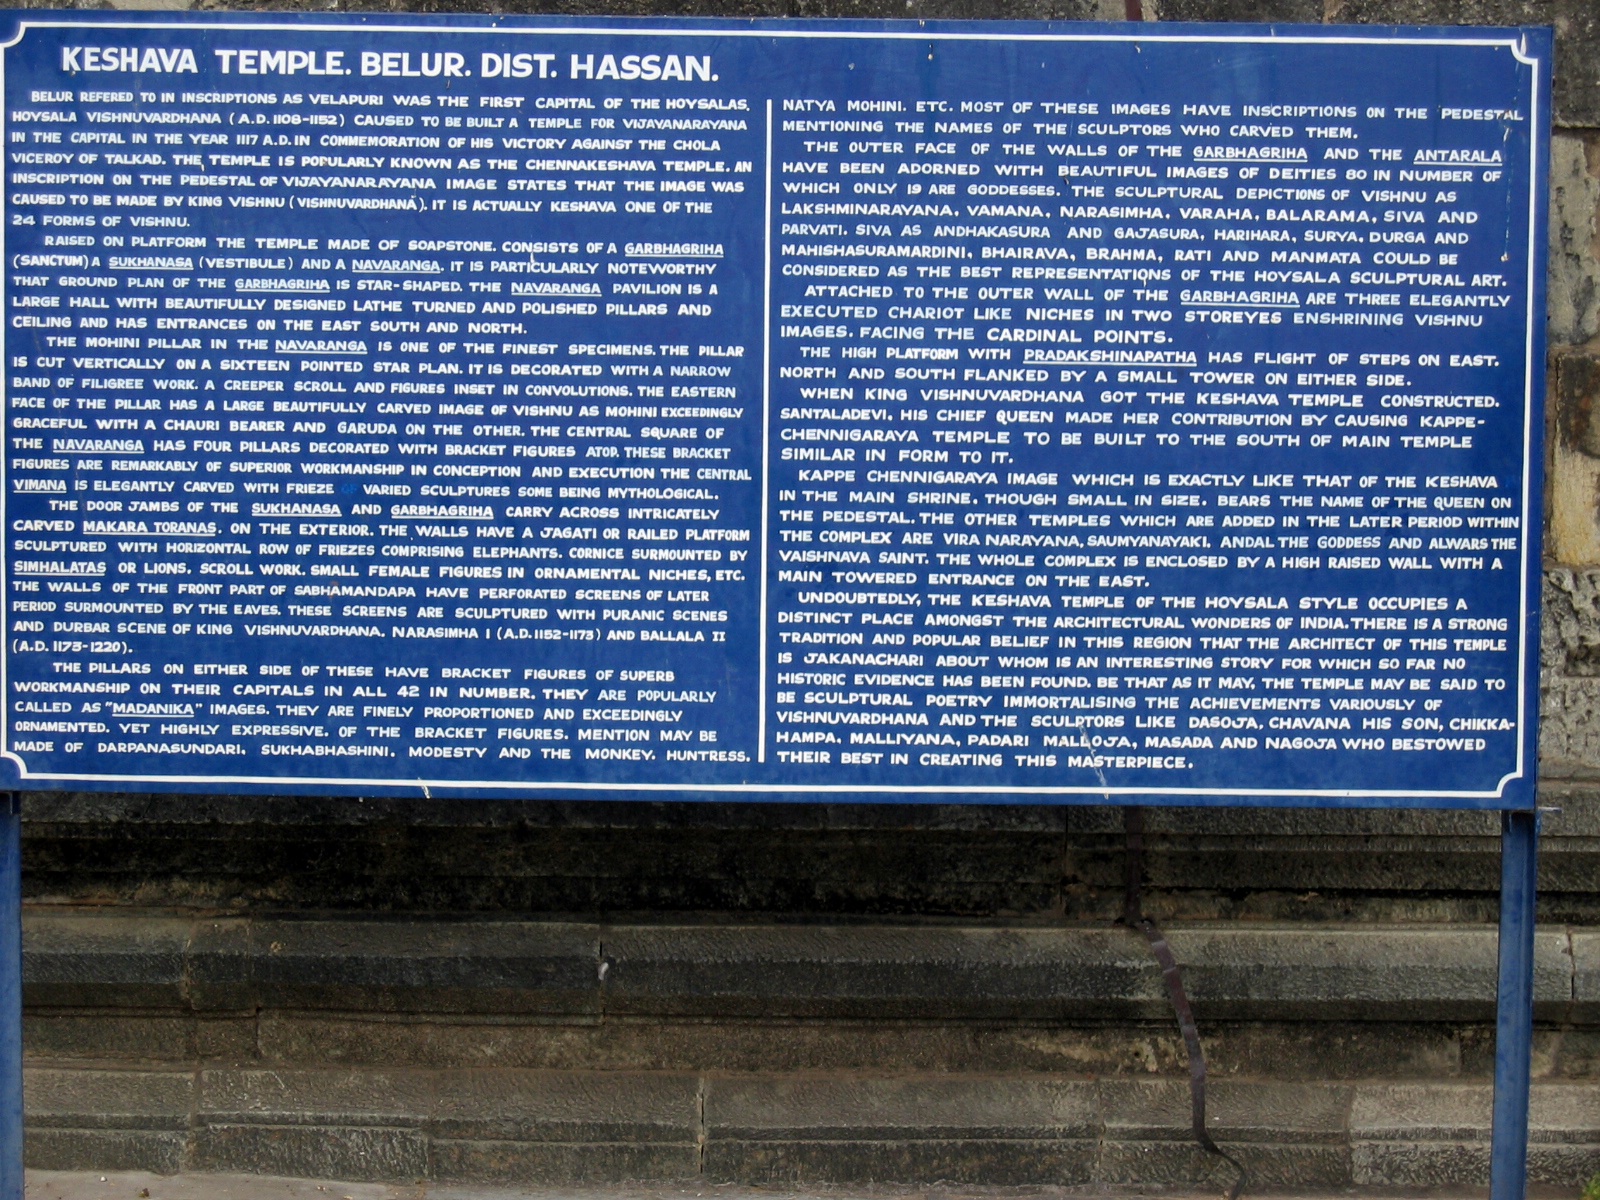 KESHAVA TEMPLE. BELUR. DIST. HASSAN.
BELUR REFERED TO IN INSCRIPTIONS AS VELAPURI WAS THE FIRST CAPITAL OF THE HOYSALAS.
HOYSALA VISHNUVARDHANA (A.D. 1108-1152) CAUSED TO BE BUILT A TEMPLE FOR VIJAYANARAYANA
IN THE CAPITAL IN THE YEAR 1117 A.D. IN COMMEMORATION OF HIS VICTORY AGAINST THE CHOLA
VICEROY OF TALKAD. THE TEMPLE IS POPULARLY KNOWN AS THE CHENNAKESHAVA TEMPLE. AN
INSCRIPTION ON THE PEDESTAL OF VIJAYANARAYANA IMAGE STATES THAT THE IMAGE WAS
CAUSED TO BE MADE BY KING VISHNU (VISHNUVARDHANA). IT IS ACTUALLY KESHAVA ONE OF THE
24 FORMS OF VISHNU.
RAISED ON PLATFORM THE TEMPLE MADE OF SOAPSTONE. CONSISTS OF A GARBHAGRIHA
(SANCTUM) A SUKHANASA (VESTIBULE) AND A NAVARANGA. IT IS PARTICULARLY NOTEWORTHY
THAT GROUND PLAN OF THE GARBHAGRIHA IS STAR-SHAPED. THE NAVARANGA PAVILION IS A
LARGE HALL WITH BEAUTIFULLY DESIGNED LATHE TURNED AND POLISHED PILLARS AND
CEILING AND HAS ENTRANCES ON THE EAST SOUTH AND NORTH.
THE MOHINI PILLAR IN THE NAVARANGA IS ONE OF THE FINEST SPECIMENS. THE PILLAR
IS CUT VERTICALLY ON A SIXTEEN POINTED STAR PLAN. IT IS DECORATED WITH A NARROW
BAND OF FILIGREE WORK. A CREEPER SCROLL AND FIGURES INSET IN CONVOLUTIONS. THE EASTERN
FACE OF THE PILLAR HAS A LARGE BEAUTIFULLY CARVED IMAGE OF VISHNU AS MOHINI EXCEEDINGLY
GRACEFUL WITH A CHAURI BEARER AND GARUDA ON THE OTHER. THE CENTRAL SQUARE OF
THE NAVARANGA HAS FOUR PILLARS DECORATED WITH BRACKET FIGURES ATOP. THESE BRACKET
FIGURES ARE REMARKABLY OF SUPERIOR WORKMANSHIP IN CONCEPTION AND EXECUTION THE CENTRAL
VIMANA IS ELEGANTLY CARVED WITH FRIEZE OF VARIED SCULPTURES SOME BEING MYTHOLOGICAL.
THE DOOR JAMBS OF THE SUKHANASA AND GARBHAGRIHA CARRY ACROSS INTRICATELY
CARVED MAKARA TORANAS. ON THE EXTERIOR. THE WALLS HAVE A JAGATI OR RAILED PLATFORM
SCULPTURED WITH HORIZONTAL ROW OF FRIEZES COMPRISING ELEPHANTS. CORNICE SURMOUNTED BY
SIMHALATAS OR LIONS. SCROLL WORK. SMALL FEMALE FIGURES IN ORNAMENTAL NICHES, ETC.
THE WALLS OF THE FRONT PART OF SABHAMANDAPA HAVE PERFORATED SCREENS OF LATER
PERIOD SURMOUNTED BY THE EAVES. THESE SCREENS ARE SCULPTURED WITH PURANIC SCENES
AND DURBAR SCENE OF KING VISHNUVARDHANA. NARASIMHA I (A.D. 1152-1173) AND BALLALA II
(A.D. 1173-1220).
THE PILLARS ON EITHER SIDE OF THESE HAVE BRACKET FIGURES OF SUPERB
WORKMANSHIP ON THEIR CAPITALS IN ALL 42 IN NUMBER. THEY ARE POPULARLY
CALLED AS "MADANIKA" IMAGES. THEY ARE FINELY PROPORTIONED AND EXCEEDINGLY
ORNAMENTED. YET HIGHLY EXPRESSIVE. OF THE BRACKET FIGURES. MENTION MAY BE
MADE OF DARPANASUNDARI. SUKHABHASHINI. MODESTY AND THE MONKEY. HUNTRESS.
NATYA MOHINI. ETC. MOST OF THESE IMAGES HAVE INSCRIPTIONS ON THE PEDESTAL
MENTIONING THE NAMES OF THE SCULPTORS WHO CARVED THEM.
THE OUTER FACE OF THE WALLS OF THE GARBHAGRIHA AND THE ANTARALA
HAVE BEEN ADORNED WITH BEAUTIFUL IMAGES OF DEITIES 80 IN NUMBER OF
WHICH ONLY 19 ARE GODDESSES. THE SCULPTURAL DEPICTIONS OF VISHNU AS
LAKSHMINARAYANA, VAMANA, NARASIMHA, VARAHA, BALARAMA, SIVA AND
PARVATI. SIVA AS ANDHAKASURA AND GAJASURA, HARIHARA, SURYA, DURGA AND
MAHISHASURAMARDINI, BHAIRAVA, BRAHMA, RATI AND MANMATA COULD BE
CONSIDERED AS THE BEST REPRESENTATIONS OF THE HOYSALA SCULPTURAL ART.
ATTACHED TO THE OUTER WALL OF THE GARBHAGRIHA ARE THREE ELEGANTLY
EXECUTED CHARIOT LIKE NICHES IN TWO STOREYES ENSHRINING VISHNU
IMAGES. FACING THE CARDINAL POINTS.
THE HIGH PLATFORM WITH PRADAKSHINAPATHA HAS FLIGHT OF STEPS ON EAST.
NORTH AND SOUTH FLANKED BY A SMALL TOWER ON EITHER SIDE.
WHEN KING VISHNUVARDHANA GOT THE KESHAVA TEMPLE CONSTRUCTED.
SANTALADEVI. HIS CHIEF QUEEN MADE HER CONTRIBUTION BY CAUSING KAPPE-
CHENNIGARAYA TEMPLE TO BE BUILT TO THE SOUTH OF MAIN TEMPLE
SIMILAR IN FORM TO IT.
KAPPE CHENNIGARAYA IMAGE WHICH IS EXACTLY LIKE THAT OF THE KESHAVA
IN THE MAIN SHRINE. THOUGH SMALL IN SIZE. BEARS THE NAME OF THE QUEEN ON
THE PEDESTAL. THE OTHER TEMPLES WHICH ARE ADDED IN THE LATER PERIOD WITHIN
THE COMPLEX ARE VIRA NARAYANA, SAUMYANAYAKI, ANDAL THE GODDESS AND ALWARS THE
VAISHNAVA SAINT. THE WHOLE COMPLEX IS ENCLOSED BY A HIGH RAISED WALL WITH A
MAIN TOWERED ENTRANCE ON THE EAST.
UNDOUBTEDLY, THE KESHAVA TEMPLE OF THE HOYSALA STYLE OCCUPIES A
DISTINCT PLACE AMONGST THE ARCHITECTURAL WONDERS OF INDIA. THERE IS A STRONG
TRADITION AND POPULAR BELIEF IN THIS REGION THAT THE ARCHITECT OF THIS TEMPLE
IS JAKANACHARI ABOUT WHOM IS AN INTERESTING STORY FOR WHICH SO FAR NO
HISTORIC EVIDENCE HAS BEEN FOUND. BE THAT AS IT MAY, THE TEMPLE MAY BE SAID TO
BE SCULPTURAL POETRY IMMORTALISING THE ACHIEVEMENTS VARIOUSLY OF
VISHNUVARDHANA AND THE SCULPTORS LIKE DASOJA, CHAVANA HIS SON, CHIKKA-
HAMPA, MALLIYANA, PADARI MALLOJA, MASADA AND NAGOJA WHO BESTOWED
THEIR BEST IN CREATING THIS MASTERPIECE.